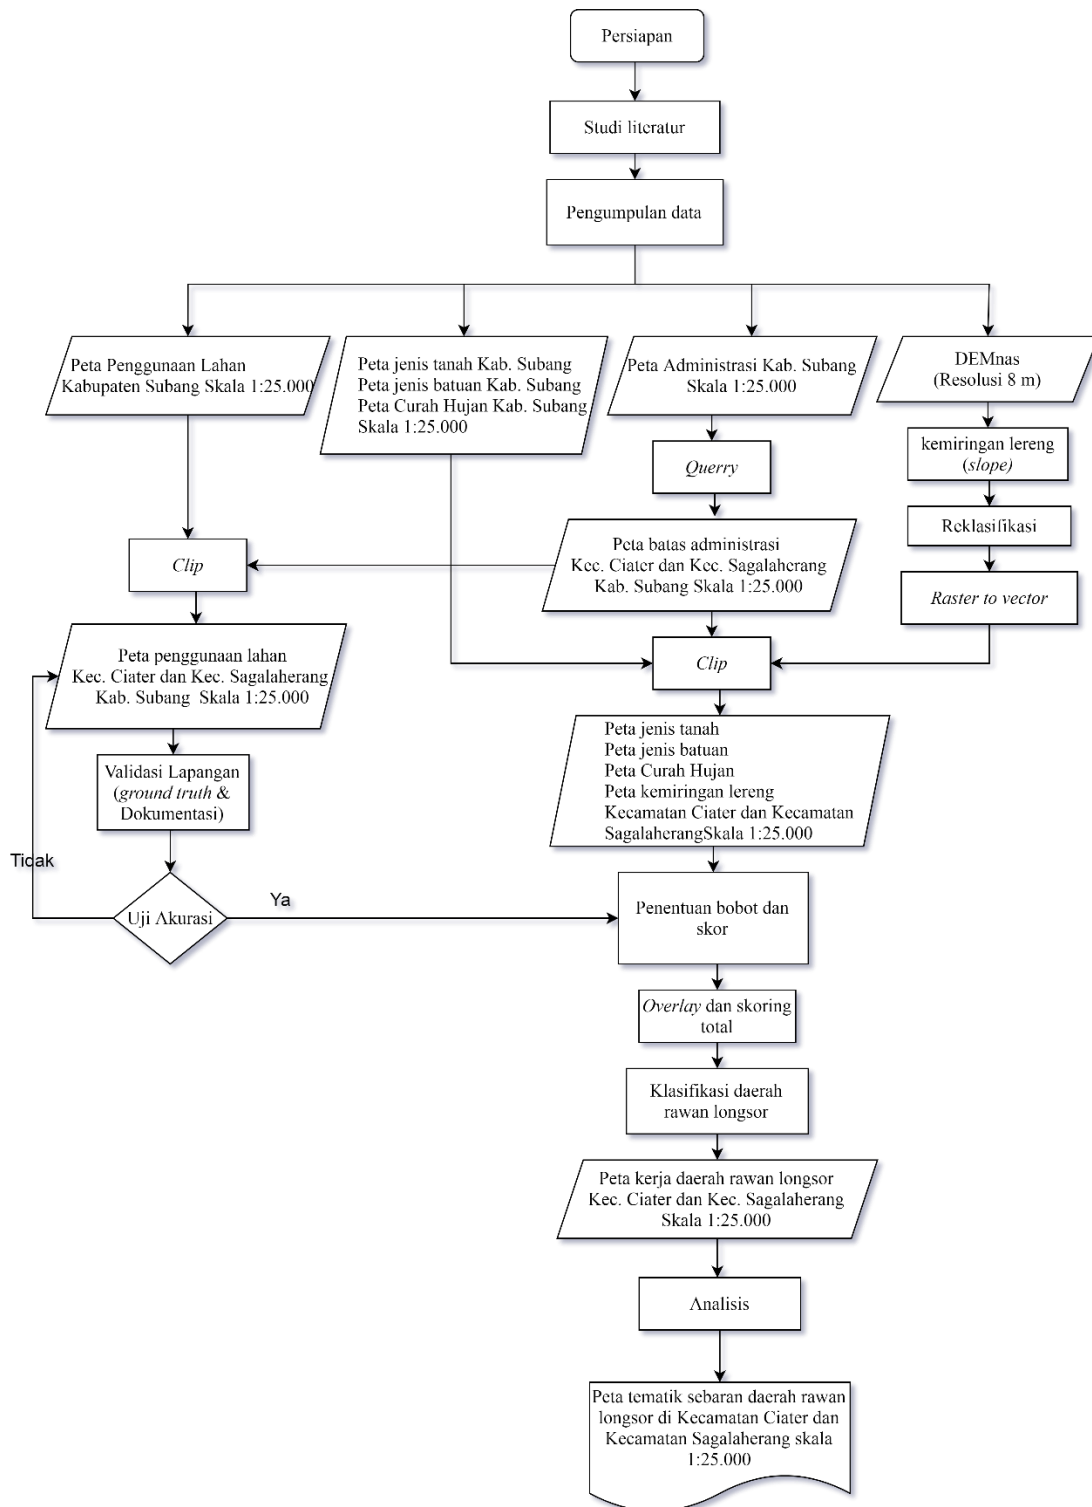 Persiapan
Studi literatur
Pengumpulan data
Peta Penggunaan Lahan
Kabupaten Subang Skala 1:25.000
Peta jenis tanah Kab. Subang
Peta jenis batuan Kab. Subang
Peta Curah Hujan Kab. Subang
Skala 1:25.000
Peta Administrasi Kab. Subang
Skala 1:25.000
DEMnas
(Resolusi 8 m)
kemiringan lereng
(slope)
Querry
Reklasifikasi
Clip
Peta batas administrasi
Kec. Ciater dan Kec. Sagalaherang
Kab. Subang Skala 1:25.000
Raster to vector
Peta penggunaan lahan
Kec. Ciater dan Kec. Sagalaherang
Kab. Subang Skala 1:25.000
Clip
Validasi Lapangan
(ground truth &
Dokumentasi)
Peta jenis tanah
Peta jenis batuan
Peta Curah Hujan
Peta kemiringan lereng
Kecamatan Ciater dan Kecamatan
SagalaherangSkala 1:25.000
Tidak
Uji Akurasi
Ya
Penentuan bobot dan
skor
Overlay dan skoring
total
Klasifikasi daerah
rawan longsor
Peta kerja daerah rawan longsor
Kec. Ciater dan Kec. Sagalaherang
Skala 1:25.000
Analisis
Peta tematik sebaran daerah rawan
longsor di Kecamatan Ciater dan
Kecamatan Sagalaherang skala
1:25.000